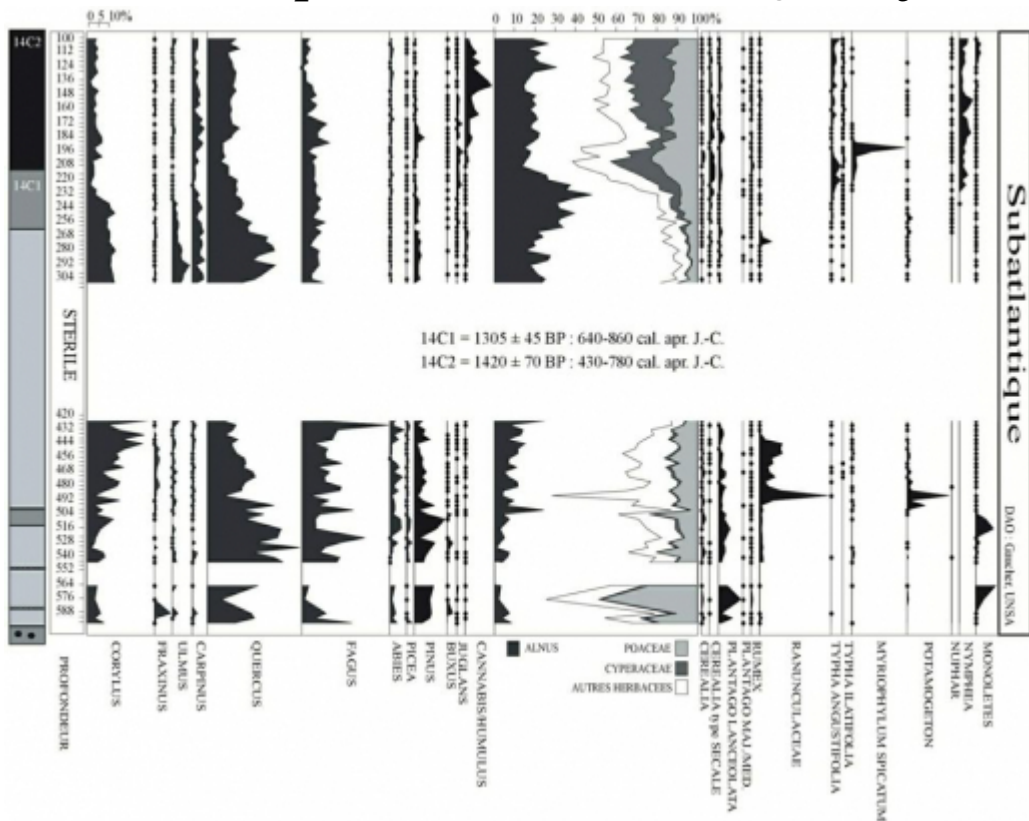 0 5 10%
0 10 20 30 40 50 60 70 80 90 100%
14C2
14C1
100
112
124
136
148
160
172
184
196
208
220
232
244
256
268
280
292
304
STERILE
420
432
444
456
468
480
492
504
516
528
540
552
564
576
588
14C1 = 1305 ± 45 BP : 640-860 cal. apr. J.-C.
14C2 = 1420 ± 70 BP : 430-780 cal. apr. J.-C.
Subatlantique
DAO : Gaucher, UNSA
PROFONDEUR
CORYLUS
FRAXINUS
ULMUS
CARPINUS
QUERCUS
FAGUS
ABIES
PICEA
PINUS
BUXUS
JUGLANS
CANNABIS/HUMULUS
ALNUS
POACEAE
CYPERACEAE
AUTRES HERBACEES
CEREALIA
CEREALIA type SECALE
PLANTAGO LANCEOLATA
PLANTAGO MAJ./MED.
RUMEX
RANUNCULACEAE
TYPHA ANGUSTIFOLIA
TYPHA lLATIFOLIA
MYRIOPHYLUM SPICATUM
POTAMOGETON
NUPHAR
NYMPHEA
MONOLETES